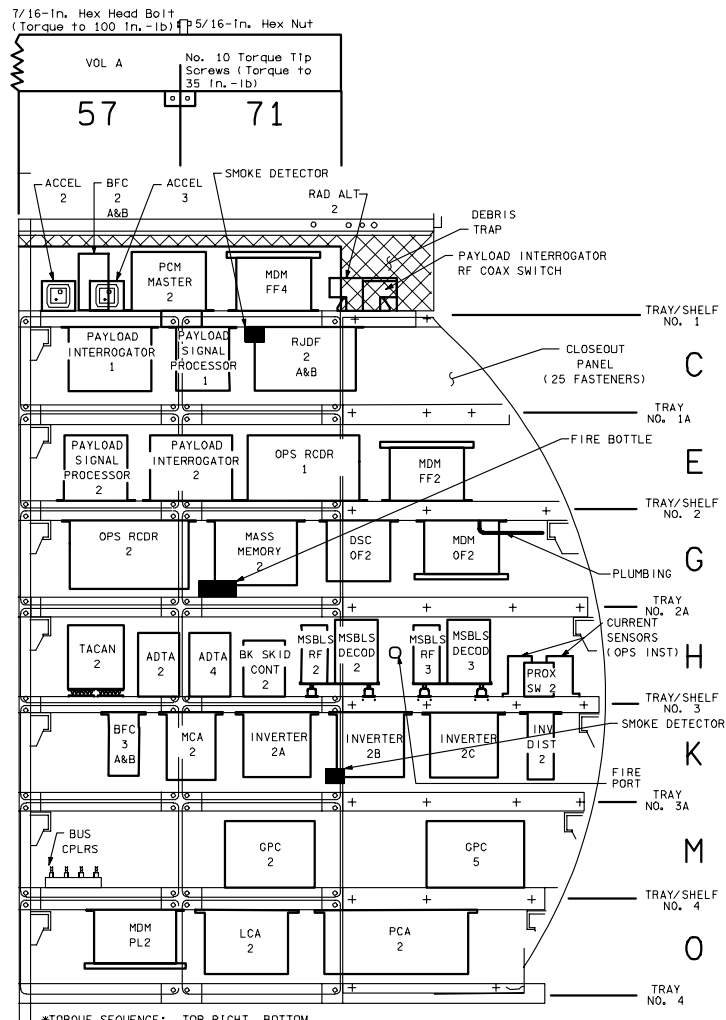 7/16-in. Hex Head Bolt
(Torque to 100 in.-lb)
5/16-in. Hex Nut
VOL A
No. 10 Torque Tip
Screws (Torque to
35 in.-lb)
57
71
ACCEL
2
BFC
2
A&B
ACCEL
3
SMOKE DETECTOR
RAD ALT
2
DEBRIS
TRAP
PAYLOAD INTERROGATOR
RF COAX SWITCH
PCM
MASTER
2
MDM
FF4
TRAY/SHELF
NO. 1
PAYLOAD
INTERROGATOR
1
PAYLOAD
SIGNAL
PROCESSOR
1
RJDF
2
A&B
CLOSEOUT
PANEL
(25 FASTENERS)
C
TRAY
NO. 1A
FIRE BOTTLE
PAYLOAD
SIGNAL
PROCESSOR
2
PAYLOAD
INTERROGATOR
2
OPS RCDR
1
MDM
FF2
E
TRAY/SHELF
NO. 2
OPS RCDR
2
MASS
MEMORY
2
DSC
OF2
MDM
OF2
G
PLUMBING
TRAY
NO. 2A
CURRENT
SENSORS
(OPS INST)
TACAN
2
ADTA
2
ADTA
4
BK SKID
CONT
2
MSBLS
RF
2
MSBLS
DECOD
2
MSBLS
RF
3
MSBLS
DECOD
3
PROX
SW 2
H
TRAY/SHELF
NO. 3
SMOKE DETECTOR
BFC
3
A&B
MCA
2
INVERTER
2A
INVERTER
2B
INVERTER
2C
INV
DIST
2
K
FIRE
PORT
TRAY
NO. 3A
BUS
CPLRS
GPC
2
GPC
5
M
TRAY/SHELF
NO. 4
MDM
PL2
LCA
2
PCA
2
O
TRAY
NO. 4
*TORQUE SEQUENCE: TOP RIGHT, BOTTOM